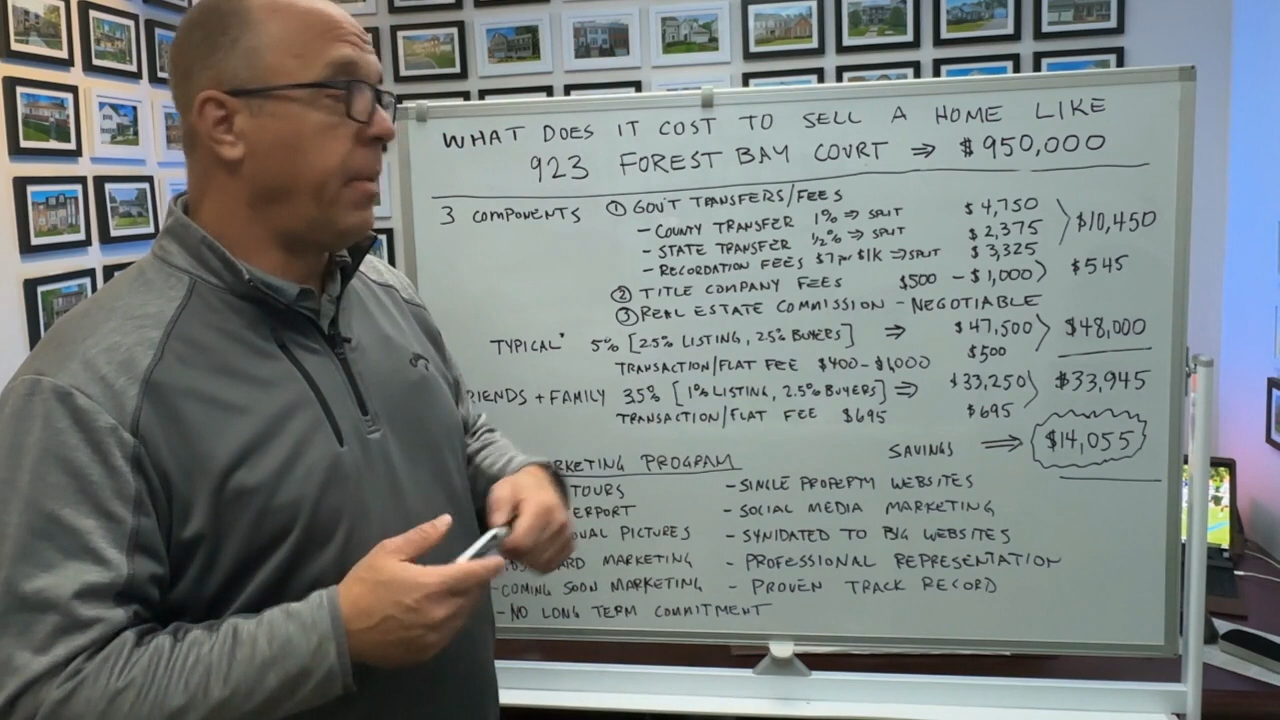 WHAT DOES IT COST TO SELL A HOME LIKE
923 FOREST BAY COURT ⇒ $950,000
3 COMPONENTS ① GOV'T TRANSFERS/FEES
- COUNTY TRANSFER 1% ⇒ SPLIT $4,750
- STATE TRANSFER 1/2% ⇒ SPLIT $2,375 $10,450
- RECORDATION FEES $7 per $1K ⇒ SPLIT $3,325
② TITLE COMPANY FEES $500 - $1,000 $545
③ REAL ESTATE COMMISSION - NEGOTIABLE
TYPICAL* 5% [2.5% LISTING, 2.5% BUYERS] ⇒ $47,500 $48,000
TRANSACTION/FLAT FEE $400 - $1,000 $500
RIENDS + FAMILY 3.5% [1% LISTING, 2.5% BUYERS] ⇒ $33,250 $33,945
TRANSACTION/FLAT FEE $695 $695
SAVINGS ⇒ $14,055
RKETING PROGRAM
TOURS - SINGLE PROPERTY WEBSITES
ERPORT - SOCIAL MEDIA MARKETING
ONAL PICTURES - SYNIDATED TO BIG WEBSITES
ARD MARKETING - PROFESSIONAL REPRESENTATION
- COMING SOON MARKETING - PROVEN TRACK RECORD
- NO LONG TERM COMMITMENT